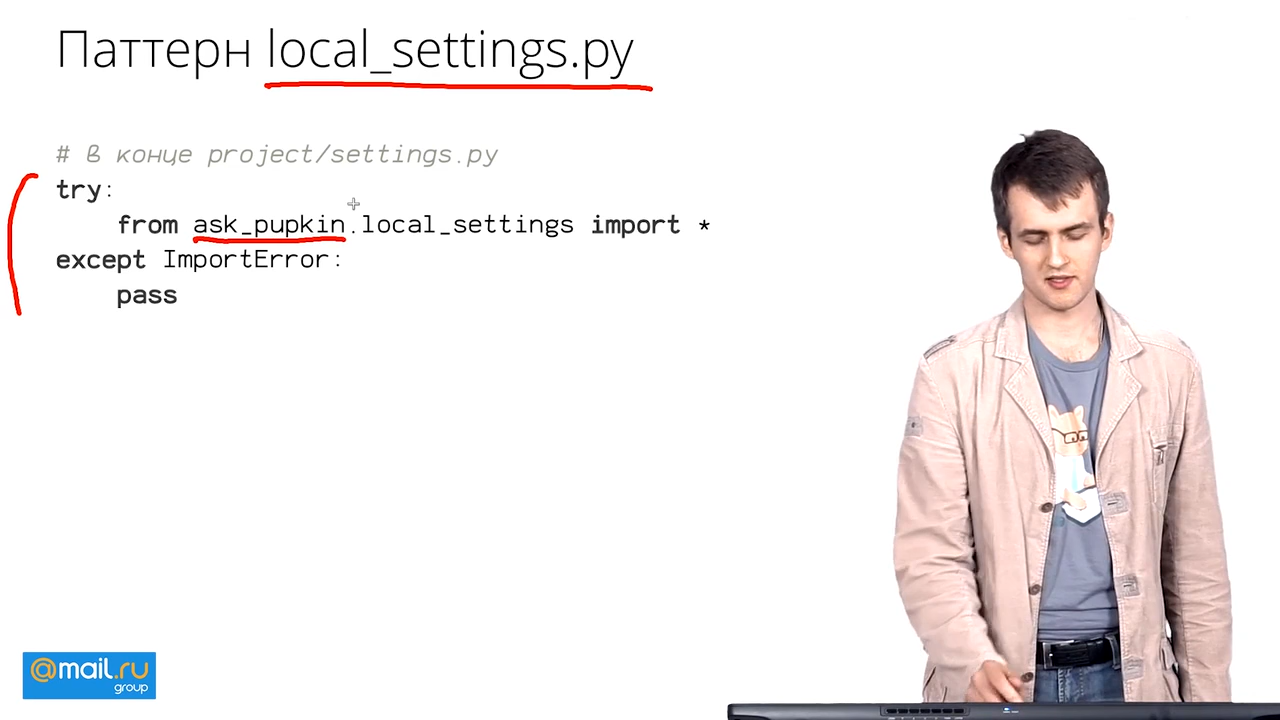 Паттерн local_settings.py
# В конце project/settings.py
try:
from ask_pupkin.local_settings import *
except ImportError:
pass
@mail.ru
group